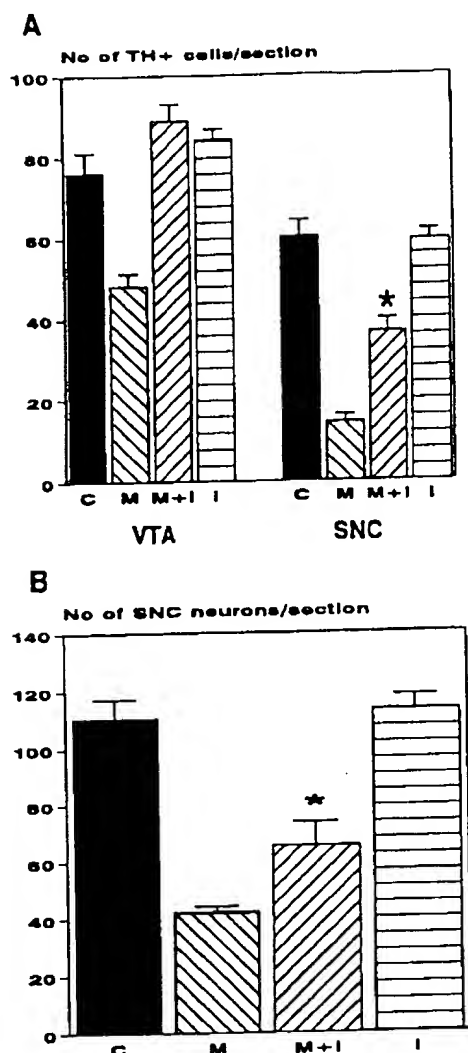 A
No of TH+ cells/section
100
80
60
40
20
0
C M M+I I C M M+I I
*
VTA SNC
B
No of SNC neurons/section
140
120
100
80
60
40
20
0
*
C M M+I I